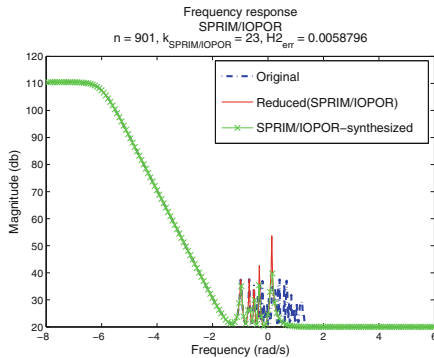 Frequency response
SPRIM/IOPOR
n = 901, k_SPRIM/IOPOR = 23, H2_err = 0.0058796
Original
Reduced(SPRIM/IOPOR)
SPRIM/IOPOR-synthesized
Magnitude (db)
120
110
100
90
80
70
60
50
40
30
20
-8
-6
-4
-2
0
2
4
6
Frequency (rad/s)